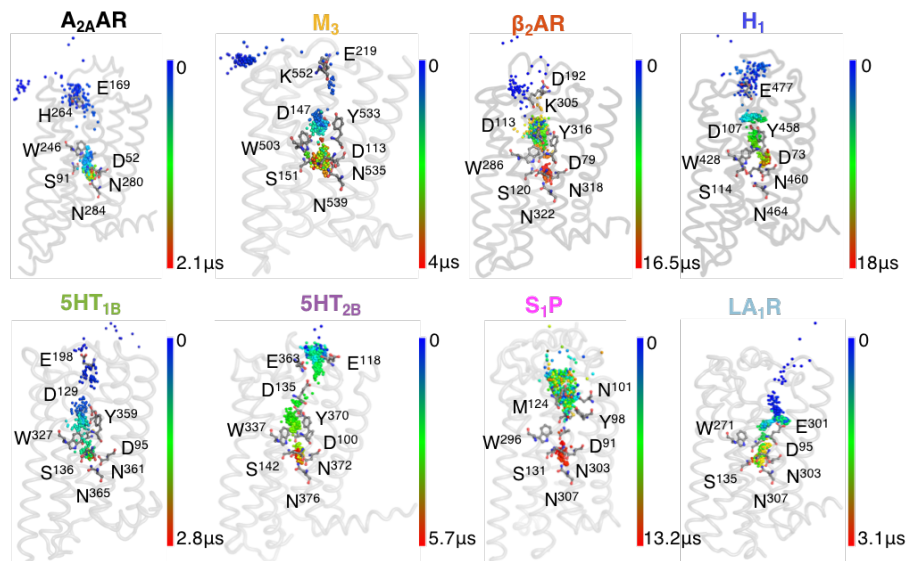 A2AAR
M3
β2AR
H1
0
E169
H264
W246
D52
S91
N280
N284
2.1μs
0
E219
K552
D147
Y533
W503
D113
S151
N535
N539
4μs
0
D192
K305
D113
Y316
W286
D79
S120
N318
N322
16.5μs
0
E477
D107
Y458
W428
D73
S114
N460
N464
18μs
5HT1B
5HT2B
S1P
LA1R
0
E198
D129
Y359
W327
D95
S136
N361
N365
2.8μs
0
E363
E118
D135
Y370
W337
D100
S142
N372
N376
5.7μs
0
N101
M124
Y98
W296
D91
S131
N303
N307
13.2μs
0
W271
E301
D95
S135
N303
N307
3.1μs